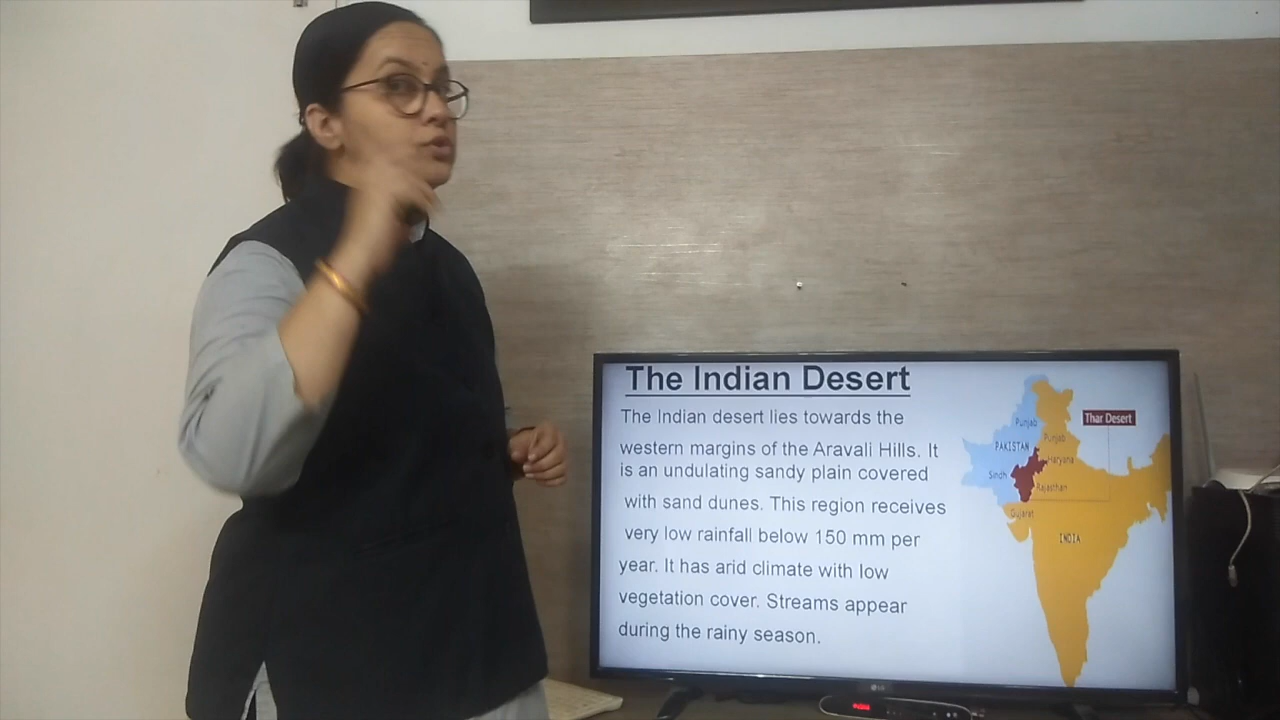 The Indian Desert
The Indian desert lies towards the
western margins of the Aravali Hills. It
is an undulating sandy plain covered
with sand dunes. This region receives
very low rainfall below 150 mm per
year. It has arid climate with low
vegetation cover. Streams appear
during the rainy season.
Thar Desert
Punjab
Punjab
PAKISTAN
Haryana
Sindh
Rajasthan
Gujarat
INDIA
LG